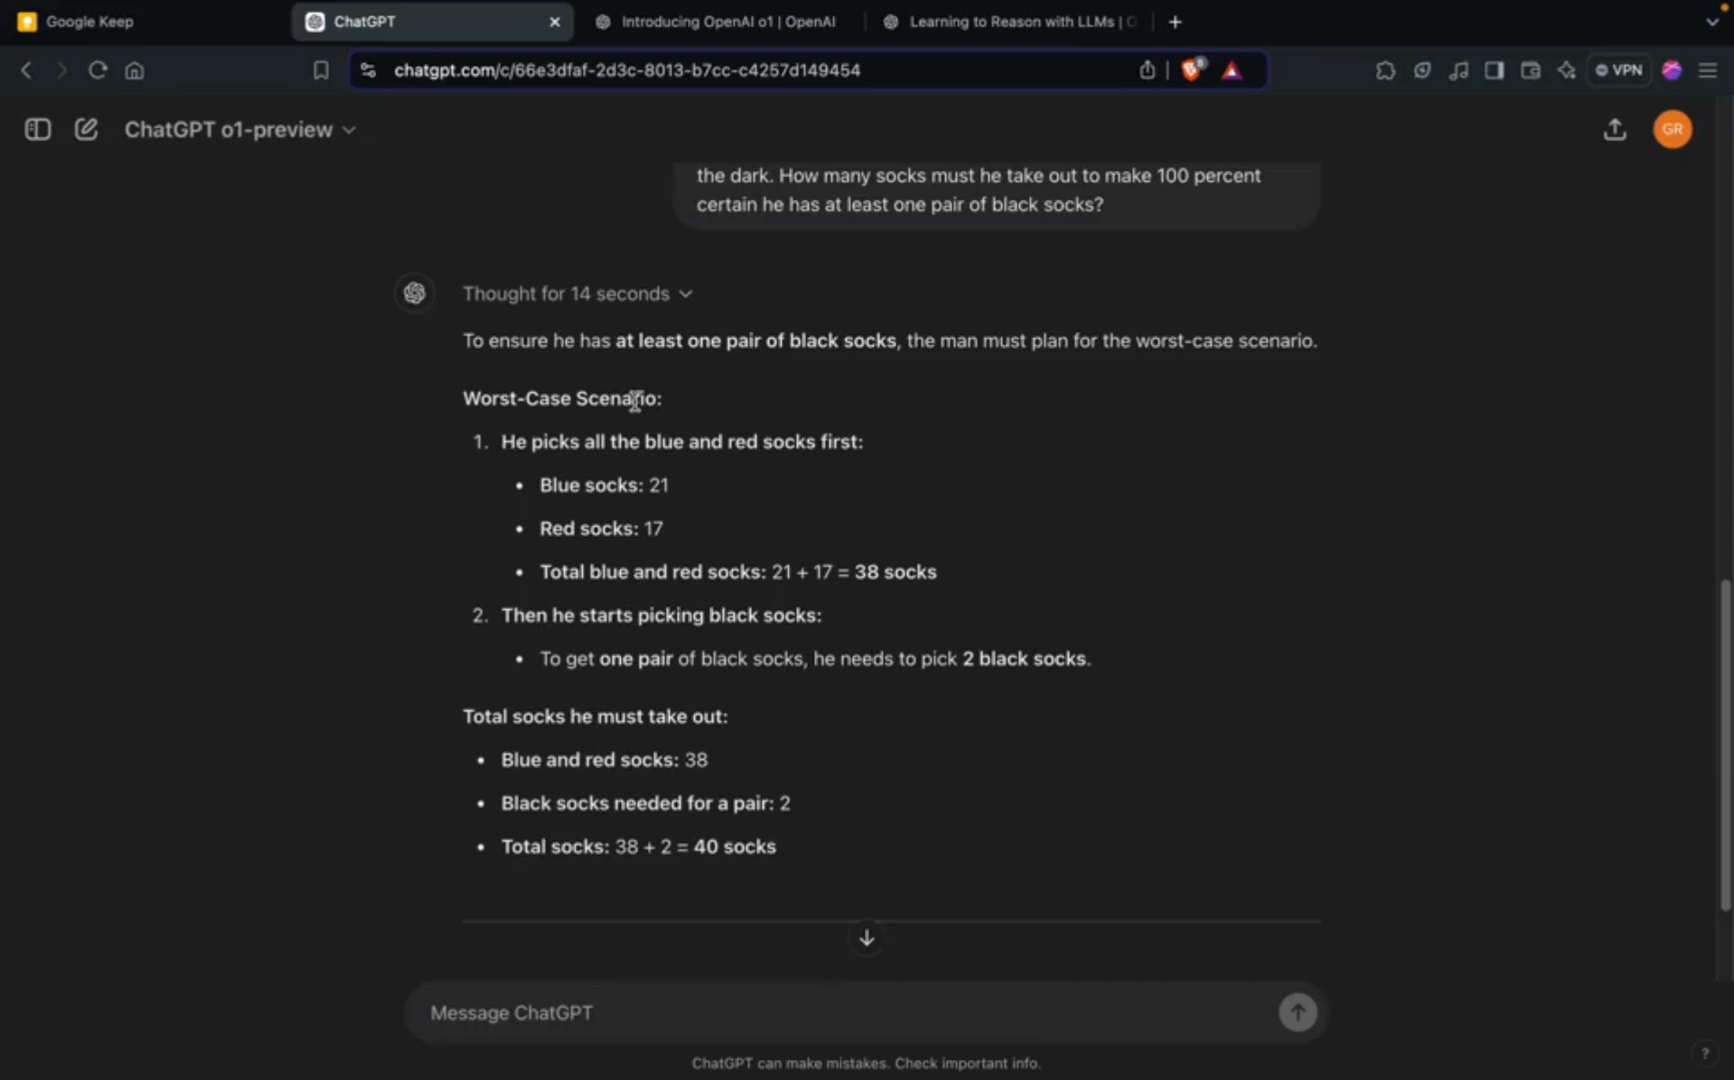 Google Keep
ChatGPT
Introducing OpenAI o1 | OpenAI
Learning to Reason with LLMs |
chatgpt.com/c/66e3dfaf-2d3c-8013-b7cc-c4257d149454
VPN
ChatGPT o1-preview
GR
the dark. How many socks must he take out to make 100 percent
certain he has at least one pair of black socks?
Thought for 14 seconds
To ensure he has at least one pair of black socks, the man must plan for the worst-case scenario.
Worst-Case Scenario:
1. He picks all the blue and red socks first:
• Blue socks: 21
• Red socks: 17
• Total blue and red socks: 21 + 17 = 38 socks
2. Then he starts picking black socks:
• To get one pair of black socks, he needs to pick 2 black socks.
Total socks he must take out:
• Blue and red socks: 38
• Black socks needed for a pair: 2
• Total socks: 38 + 2 = 40 socks
Message ChatGPT
ChatGPT can make mistakes. Check important info.
?